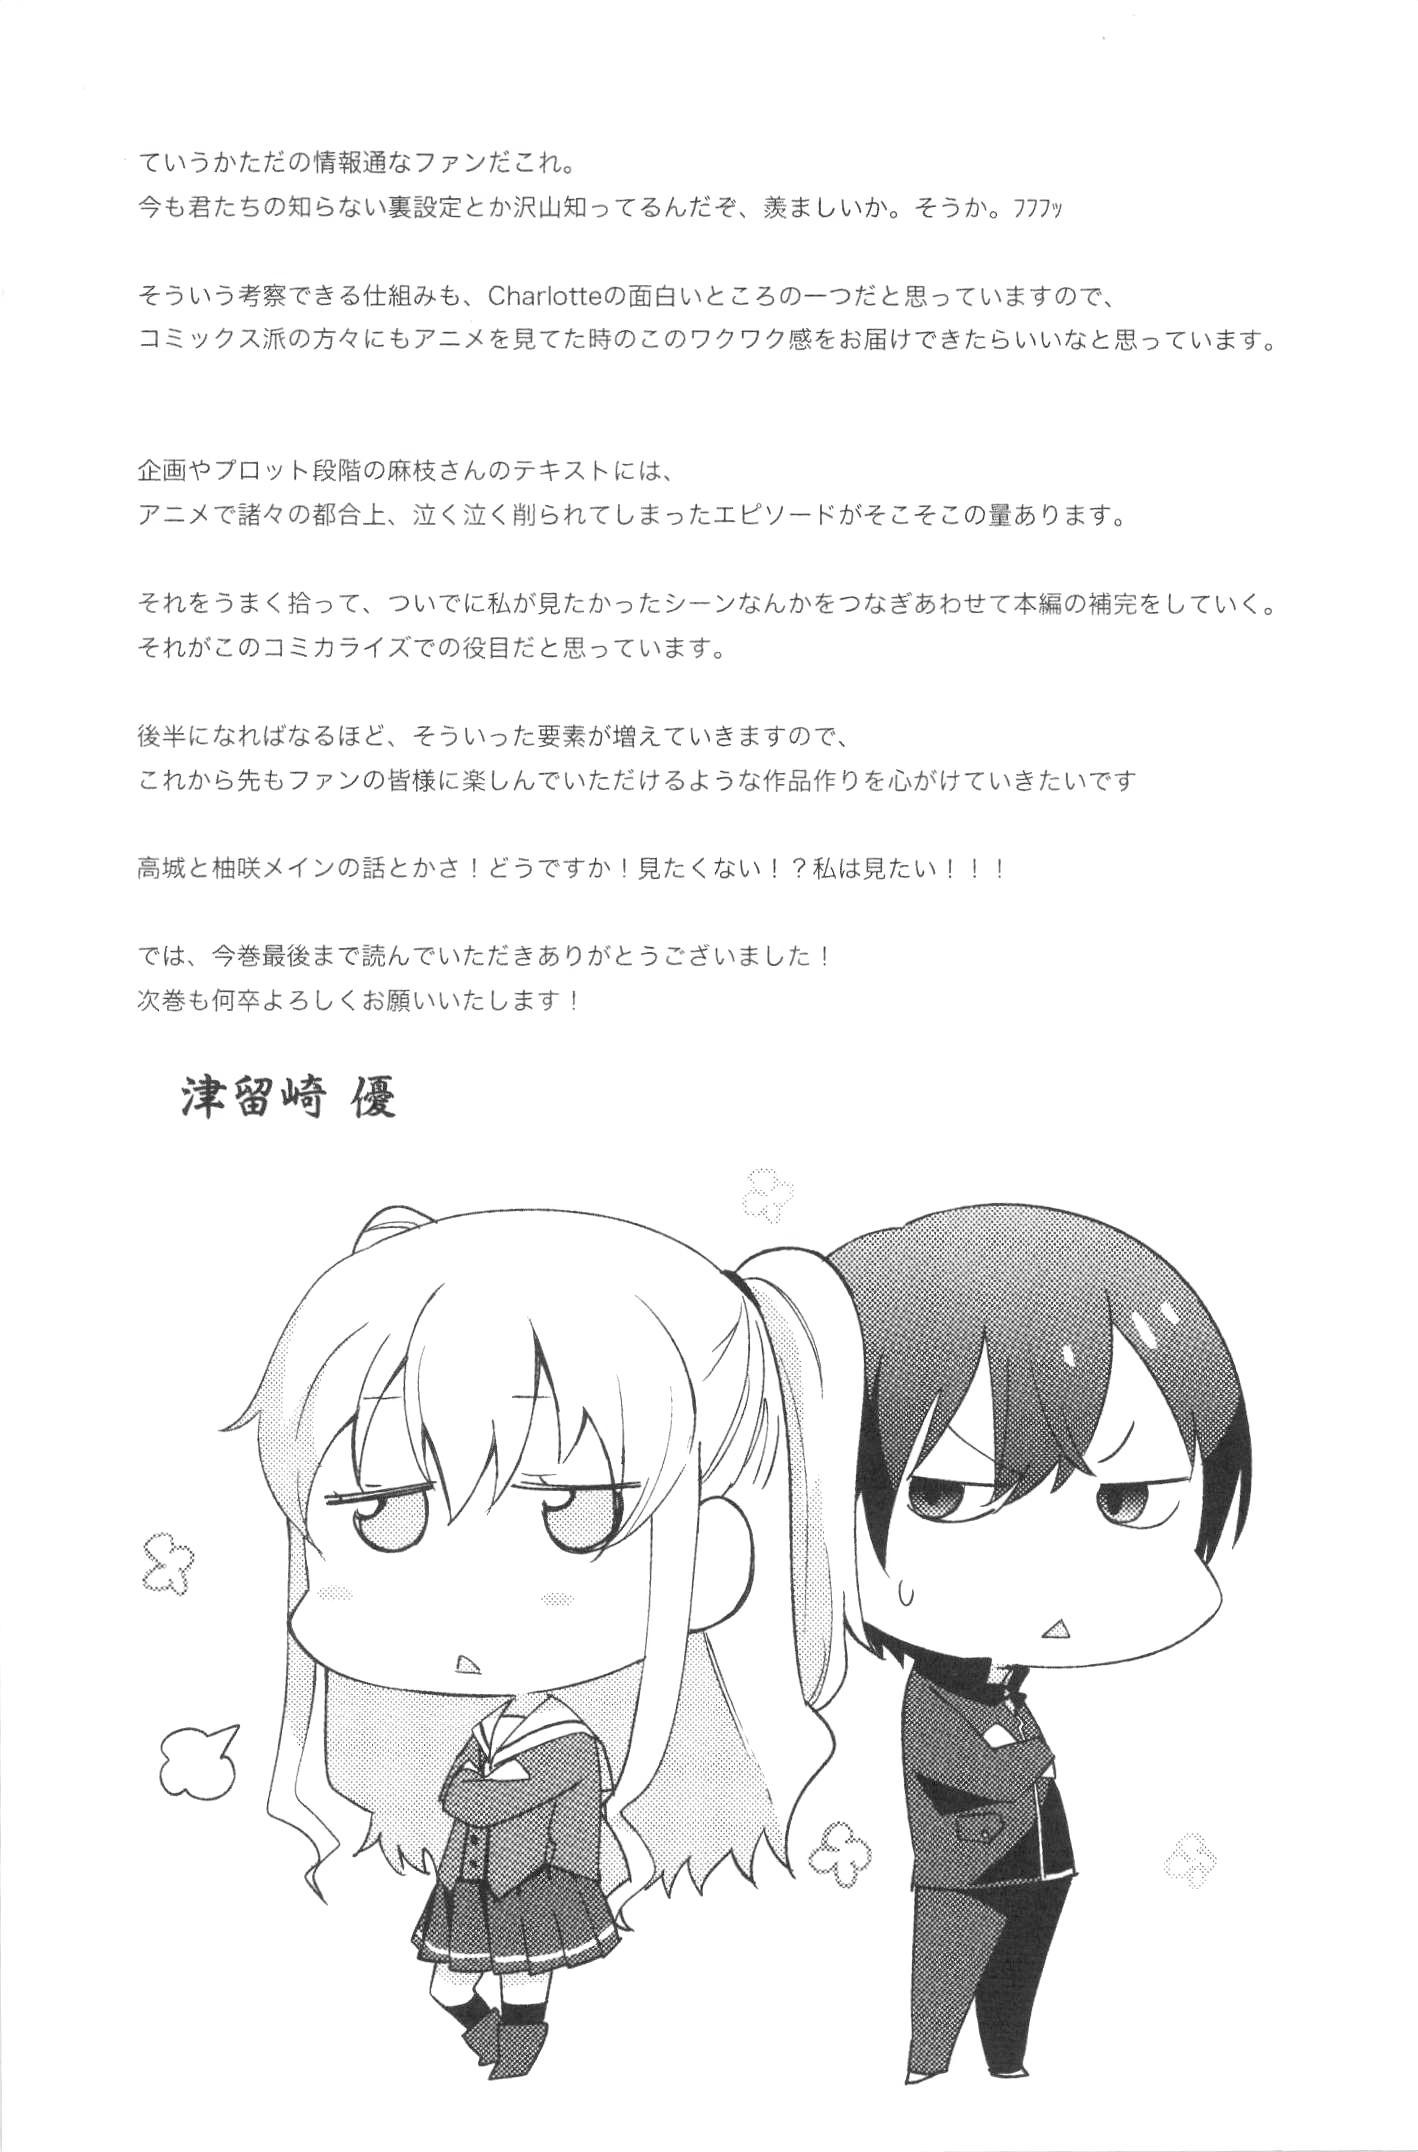 ていうかただの情報通なファンだこれ。
今も君たちの知らない裏設定とか沢山知ってるんだぞ、羨ましいか。そうか。ﾌﾌﾌｯ
そういう考察できる仕組みも、Charlotteの面白いところの一つだと思っていますので、
コミックス派の方々にもアニメを見てた時のこのワクワク感をお届けできたらいいなと思っています。
企画やプロット段階の麻枝さんのテキストには、
アニメで諸々の都合上、泣く泣く削られてしまったエピソードがそこそこの量あります。
それをうまく拾って、ついでに私が見たかったシーンなんかをつなぎあわせて本編の補完をしていく。
それがこのコミカライズでの役目だと思っています。
後半になればなるほど、そういった要素が増えていきますので、
これから先もファンの皆様に楽しんでいただけるような作品作りを心がけていきたいです
高城と柚咲メインの話とかさ！どうですか！見たくない！？私は見たい！！！
では、今巻最後まで読んでいただきありがとうございました！
次巻も何卒よろしくお願いいたします！
津留崎 優